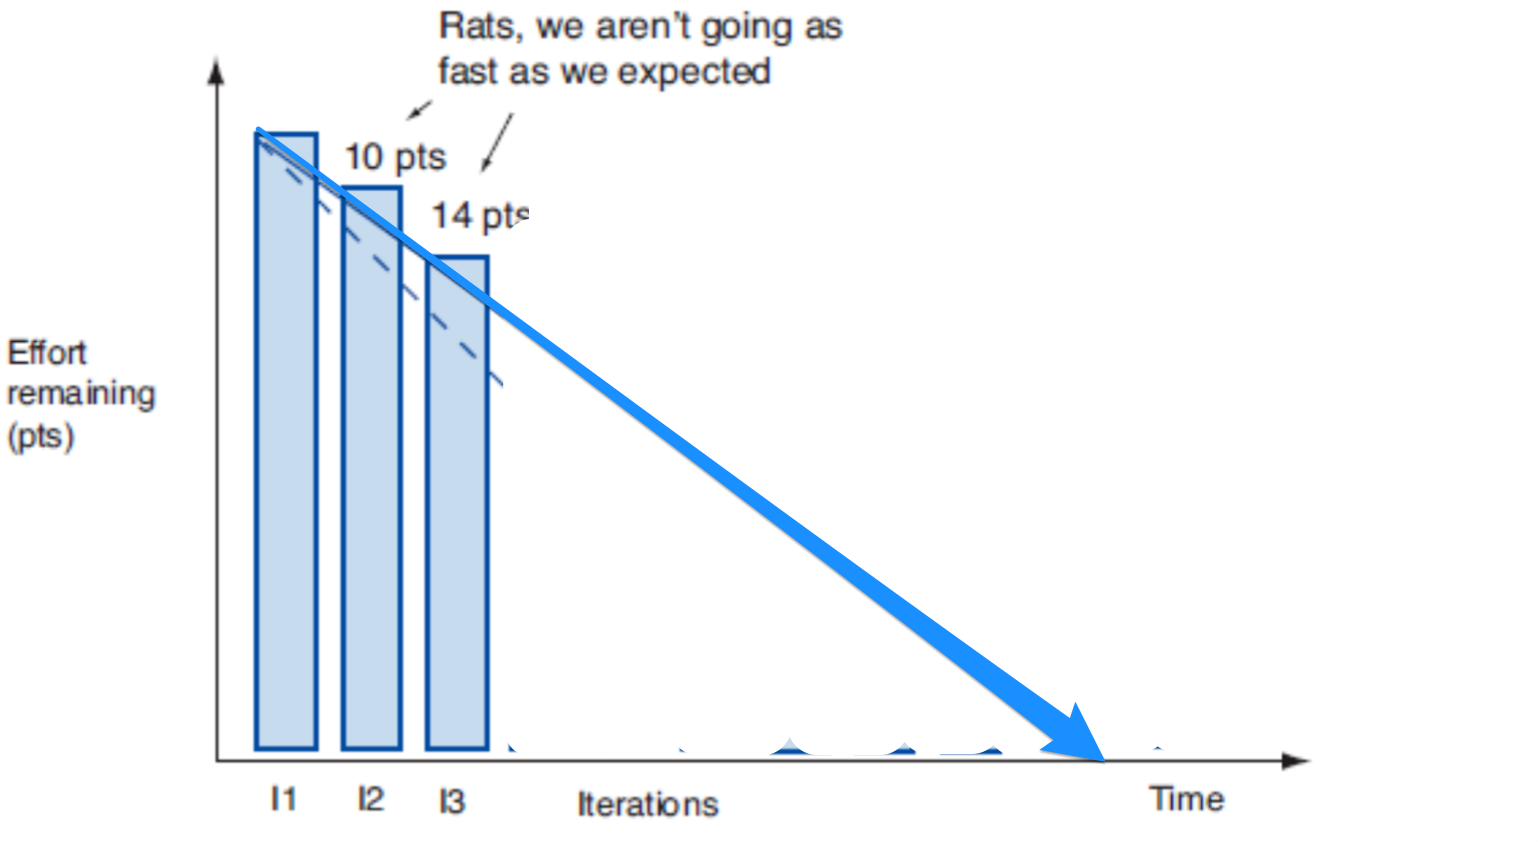 Rats, we aren't going as
fast as we expected
10 pts
14 pts
Effort
remaining
(pts)
I1 I2 I3 Iterations Time